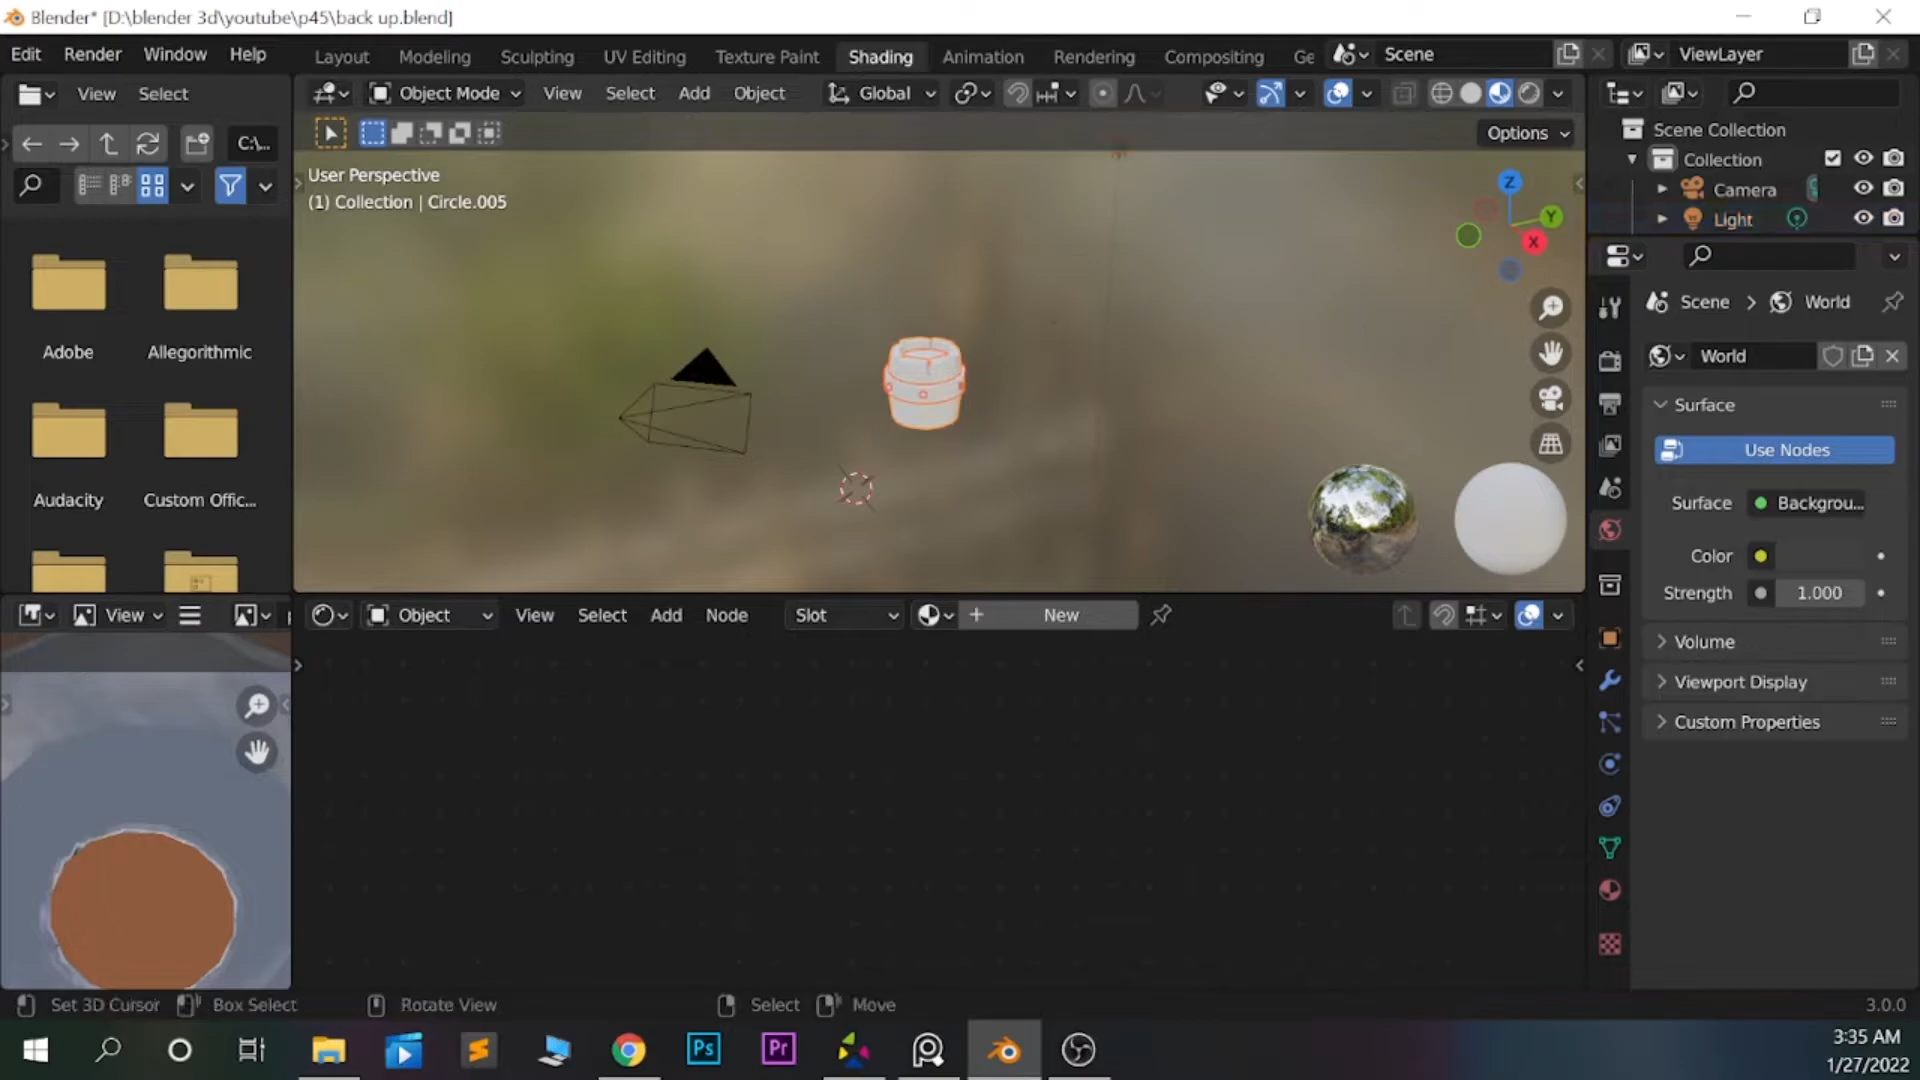 Blender* [D:\blender 3d\youtube\p45\back up.blend]
Edit Render Window Help
Layout Modeling Sculpting UV Editing Texture Paint Shading Animation Rendering Compositing Ge
Scene
ViewLayer
View Select
Object Mode View Select Add Object
Global
C:\...
Options
User Perspective
(1) Collection | Circle.005
Z
Y
X
Scene Collection
Collection
Camera
Light
Scene > World
World
Surface
Use Nodes
Surface Backgrou...
Color
Strength 1.000
Volume
Viewport Display
Custom Properties
Adobe
Allegorithmic
Audacity
Custom Offic...
View
Object View Select Add Node
Slot
New
Set 3D Cursor
Box Select
Rotate View
Select
Move
3.0.0
Ps
Pr
3:35 AM
1/27/2022